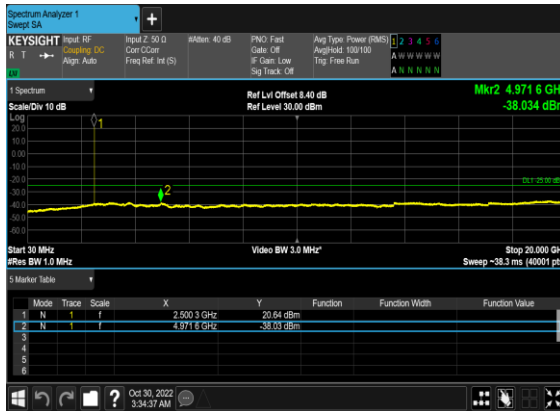 Spectrum Analyzer 1
Swept SA
KEYSIGHT
R T
Input: RF
Coupling: DC
Align: Auto
Input Z: 50 Ω
Corr CCorr
Freq Ref: Int (S)
#Atten: 40 dB
PNO: Fast
Gate: Off
IF Gain: Low
Sig Track: Off
Avg Type: Power (RMS)
Avg|Hold: 100/100
Trig: Free Run
1 2 3 4 5 6
A W W W W W
A N N N N N
1 Spectrum
Scale/Div 10 dB
Ref Lvl Offset 8.40 dB
Ref Level 30.00 dBm
Mkr2 4.971 6 GH
-38.034 dB
Log
20.0
10.0
0.00
-10.0
-20.0
-30.0
-40.0
-50.0
-60.0
1
2
DL1 -25.00 dB
Start 30 MHz
#Res BW 1.0 MHz
Video BW 3.0 MHz*
Stop 20.000 GH
Sweep ~38.3 ms (40001 pt
5 Marker Table
Mode Trace Scale X Y Function Function Width Function Value
1 N 1 f 2.500 3 GHz 20.64 dBm
2 N 1 f 4.971 6 GHz -38.03 dBm
3
4
5
6
Oct 30, 2022
3:34:37 AM